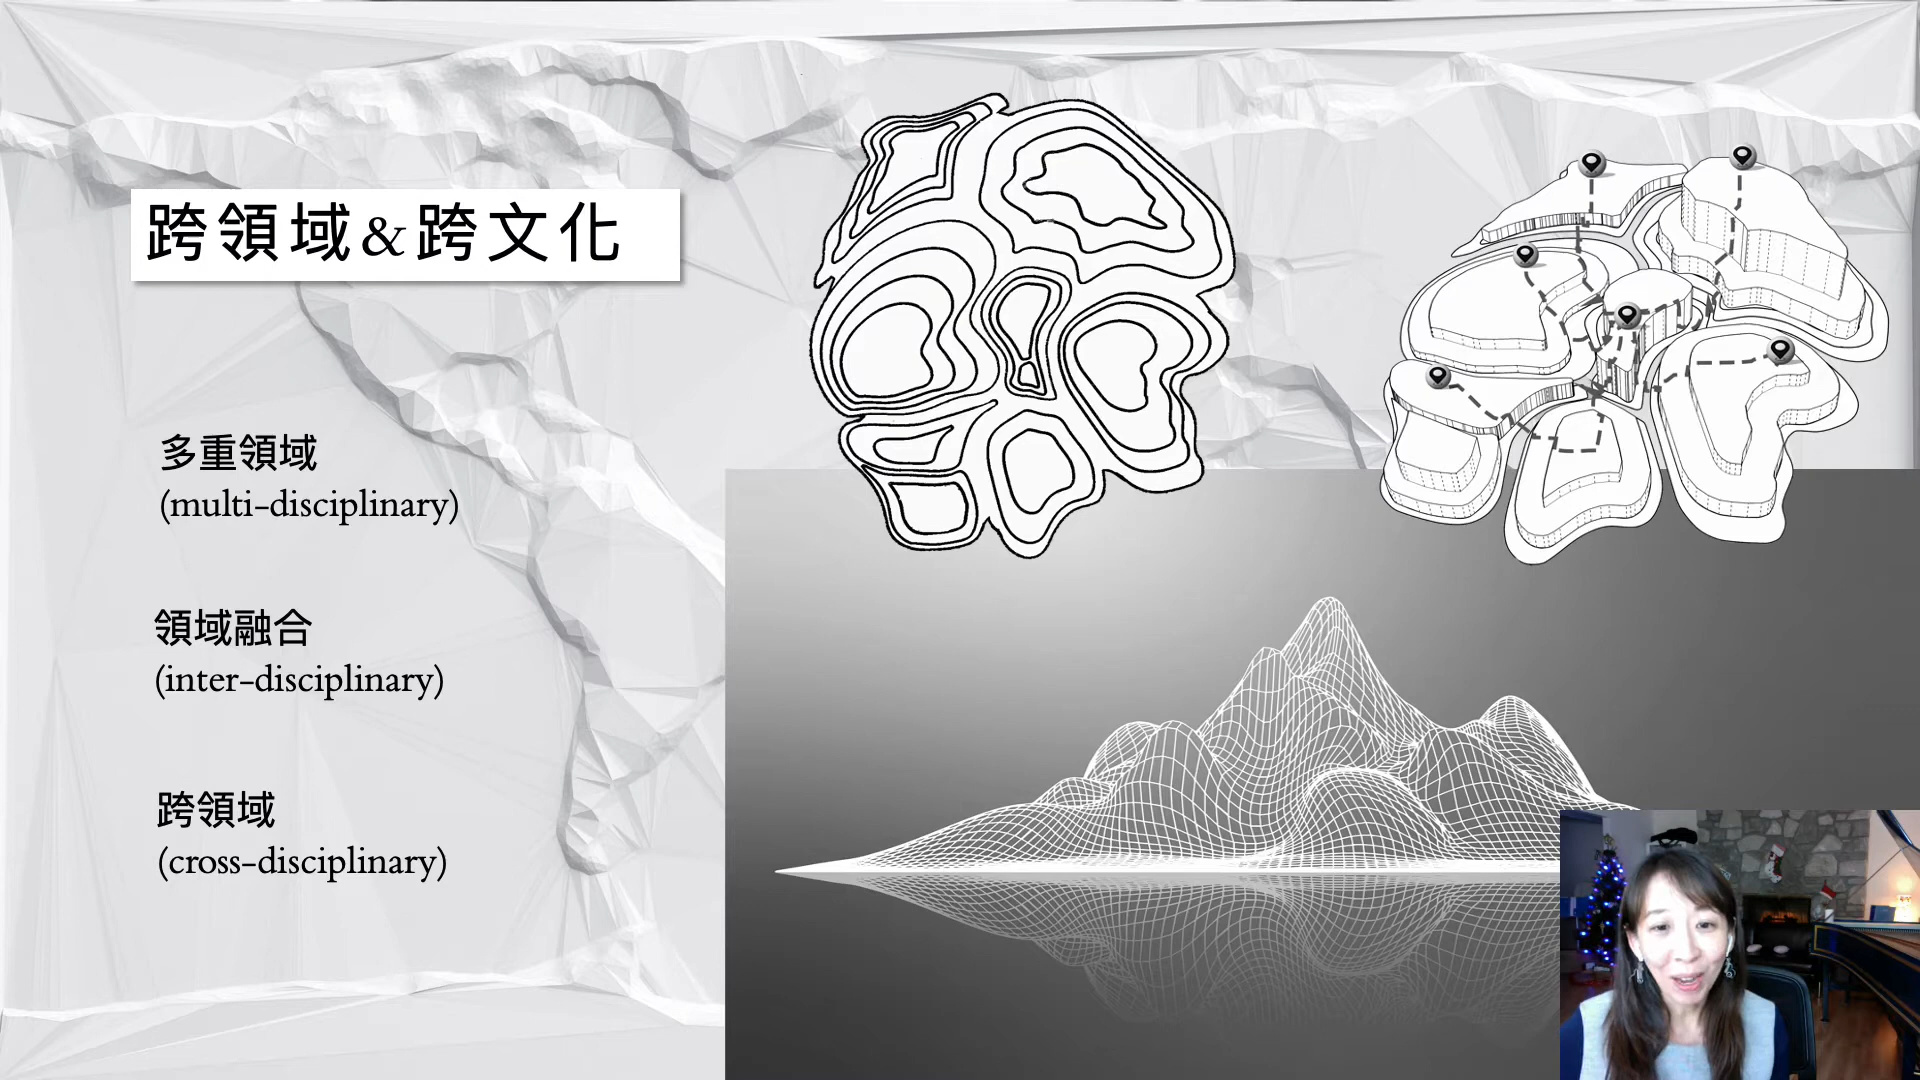 跨領域&跨文化
多重領域
(multi-disciplinary)
領域融合
(inter-disciplinary)
跨領域
(cross-disciplinary)